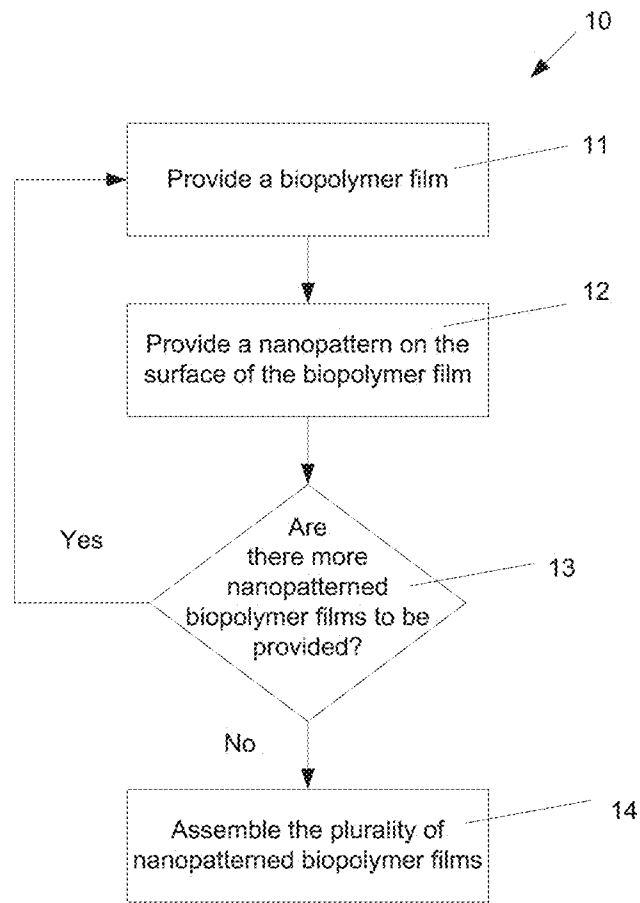 10
Provide a biopolymer film
11
Provide a nanopattern on the
surface of the biopolymer film
12
Are
there more
nanopatterned
biopolymer films to be
provided?
13
Yes
No
Assemble the plurality of
nanopatterned biopolymer films
14